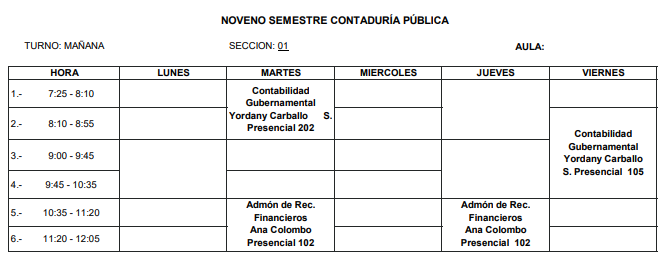 NOVENO SEMESTRE CONTADURÍA PÚBLICA
TURNO: MAÑANA SECCION: 01 AULA:
HORA LUNES MARTES MIERCOLES JUEVES VIERNES
1.- 7:25 - 8:10
2.- 8:10 - 8:55
Contabilidad
Gubernamental
Yordany Carballo S.
Presencial 202
3.- 9:00 - 9:45
4.- 9:45 - 10:35
Contabilidad
Gubernamental
Yordany Carballo
S. Presencial 105
5.- 10:35 - 11:20
6.- 11:20 - 12:05
Admón de Rec.
Financieros
Ana Colombo
Presencial 102
Admón de Rec.
Financieros
Ana Colombo
Presencial 102